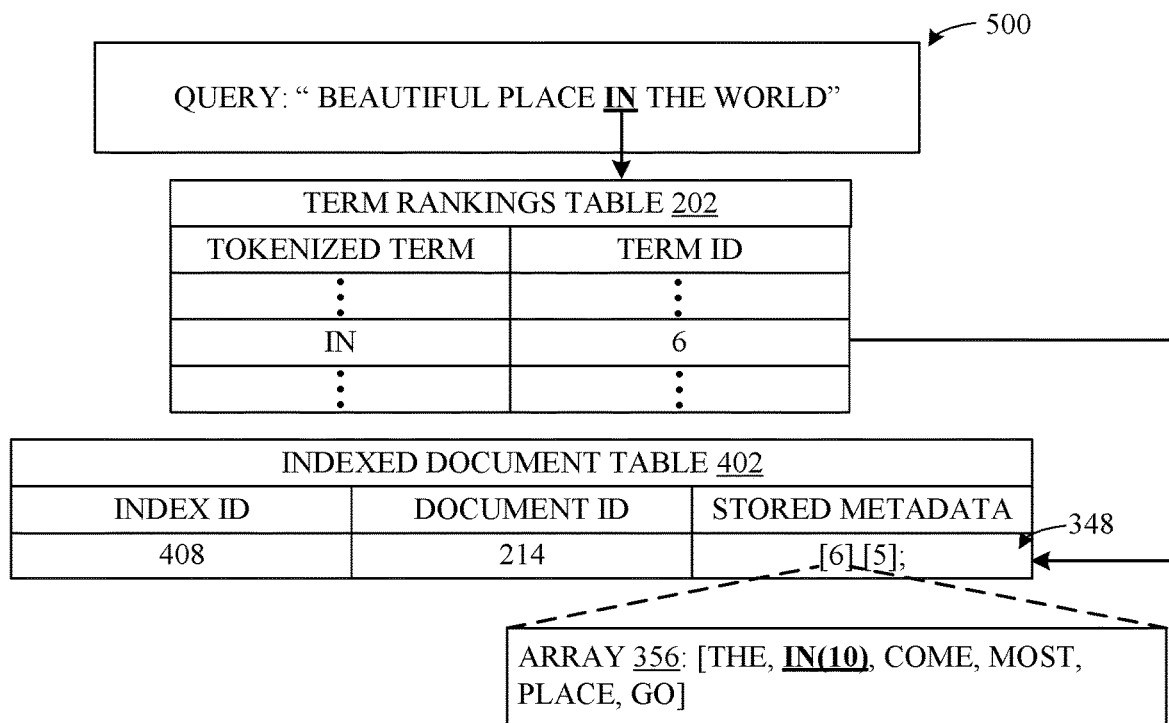 500
QUERY: “ BEAUTIFUL PLACE IN THE WORLD”
TERM RANKINGS TABLE 202
TOKENIZED TERM TERM ID
IN 6
INDEXED DOCUMENT TABLE 402
INDEX ID DOCUMENT ID STORED METADATA
348
408 214 [6] [5];
ARRAY 356: [THE, IN(10), COME, MOST,
PLACE, GO]